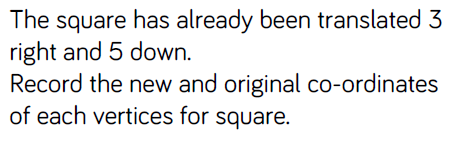 The square has already been translated 3
right and 5 down.
Record the new and original co-ordinates
of each vertices for square.